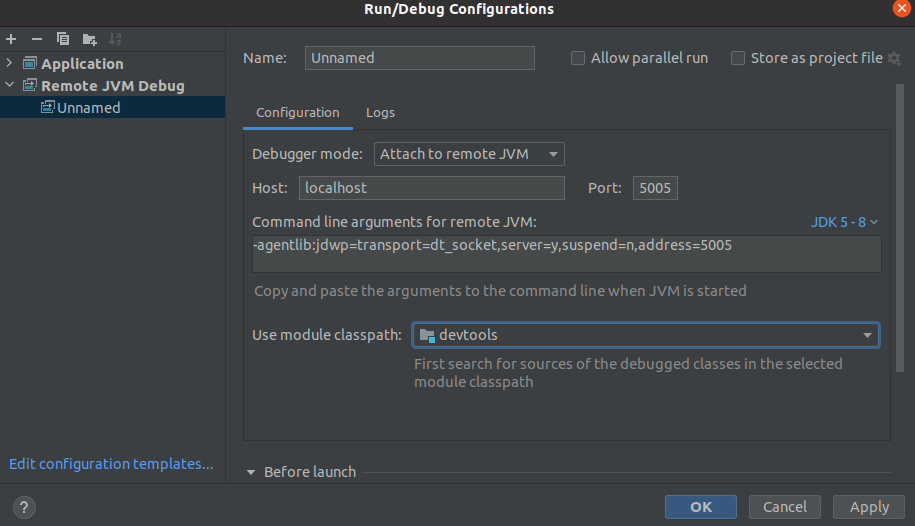 Run/Debug Configurations
Application
Remote JVM Debug
Unnamed
Edit configuration templates...
Name: Unnamed Allow parallel run Store as project file
Configuration Logs
Debugger mode: Attach to remote JVM
Host: localhost Port: 5005
Command line arguments for remote JVM: JDK 5 - 8
-agentlib:jdwp=transport=dt_socket,server=y,suspend=n,address=5005
Copy and paste the arguments to the command line when JVM is started
Use module classpath: devtools
First search for sources of the debugged classes in the selected
module classpath
Before launch
? OK Cancel Apply